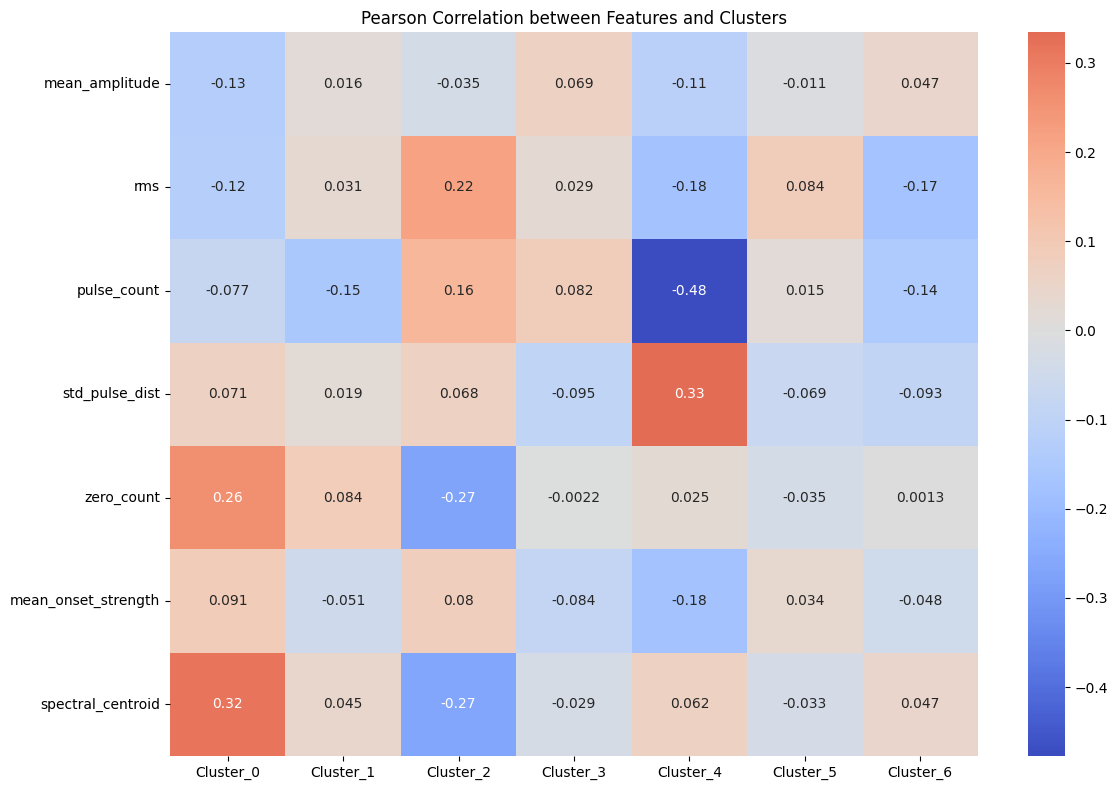 Pearson Correlation between Features and Clusters
mean_amplitude -0.13 0.016 -0.035 0.069 -0.11 -0.011 0.047
rms -0.12 0.031 0.22 0.029 -0.18 0.084 -0.17
pulse_count -0.077 -0.15 0.16 0.082 -0.48 0.015 -0.14
std_pulse_dist 0.071 0.019 0.068 -0.095 0.33 -0.069 -0.093
zero_count 0.26 0.084 -0.27 -0.0022 0.025 -0.035 0.0013
mean_onset_strength 0.091 -0.051 0.08 -0.084 -0.18 0.034 -0.048
spectral_centroid 0.32 0.045 -0.27 -0.029 0.062 -0.033 0.047
Cluster_0 Cluster_1 Cluster_2 Cluster_3 Cluster_4 Cluster_5 Cluster_6
0.3
0.2
0.1
0.0
−0.1
−0.2
−0.3
−0.4